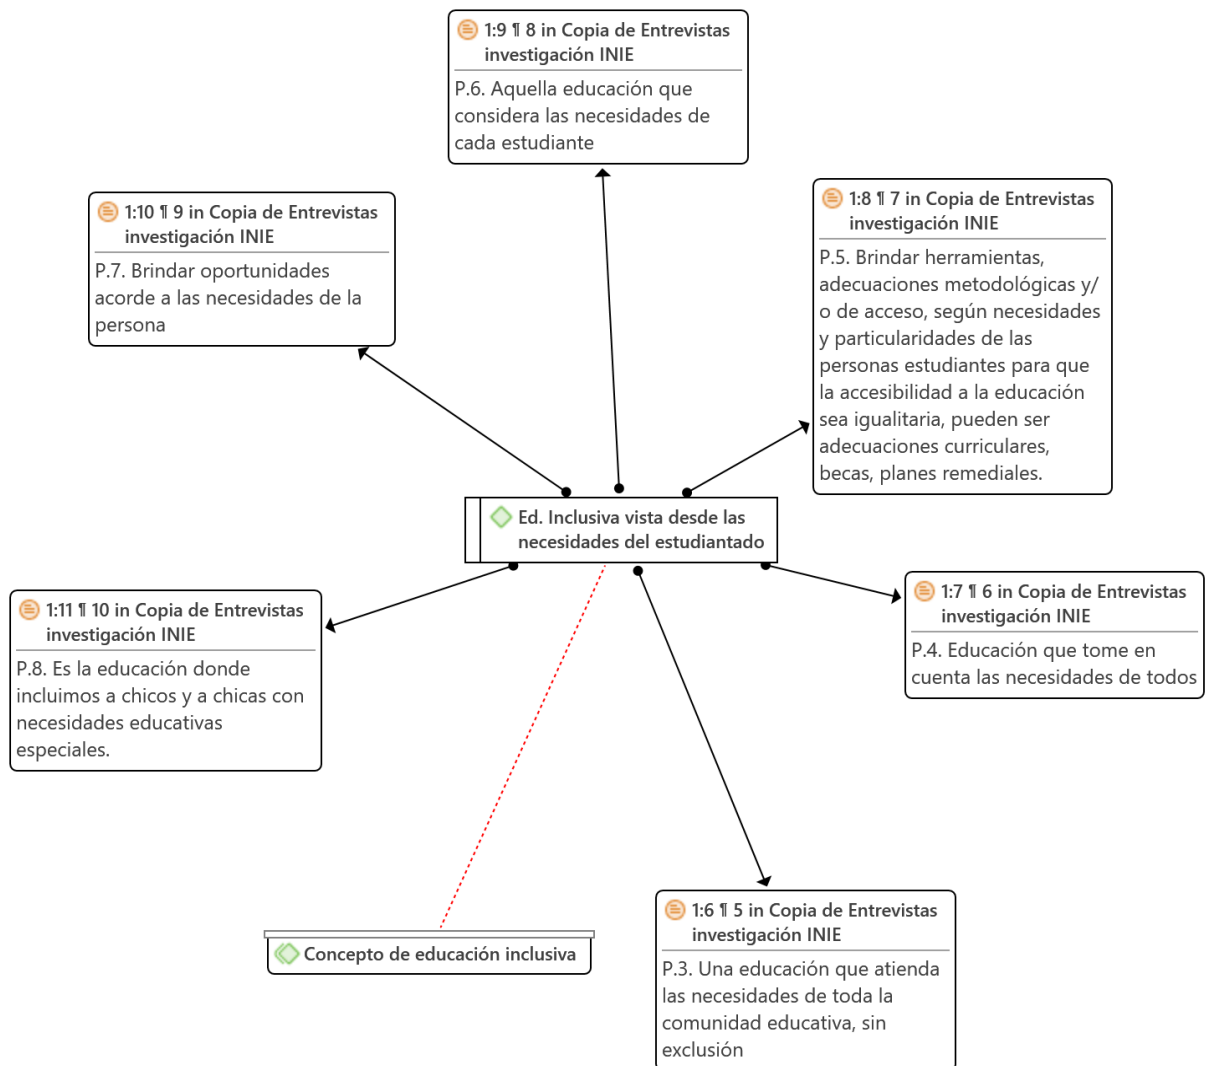 1:9 ¶ 8 in Copia de Entrevistas
investigación INIE
P.6. Aquella educación que
considera las necesidades de
cada estudiante
1:10 ¶ 9 in Copia de Entrevistas
investigación INIE
P.7. Brindar oportunidades
acorde a las necesidades de la
persona
1:8 ¶ 7 in Copia de Entrevistas
investigación INIE
P.5. Brindar herramientas,
adecuaciones metodológicas y/
o de acceso, según necesidades
y particularidades de las
personas estudiantes para que
la accesibilidad a la educación
sea igualitaria, pueden ser
adecuaciones curriculares,
becas, planes remediales.
Ed. Inclusiva vista desde las
necesidades del estudiantado
1:11 ¶ 10 in Copia de Entrevistas
investigación INIE
P.8. Es la educación donde
incluimos a chicos y a chicas con
necesidades educativas
especiales.
1:7 ¶ 6 in Copia de Entrevistas
investigación INIE
P.4. Educación que tome en
cuenta las necesidades de todos
Concepto de educación inclusiva
1:6 ¶ 5 in Copia de Entrevistas
investigación INIE
P.3. Una educación que atienda
las necesidades de toda la
comunidad educativa, sin
exclusión